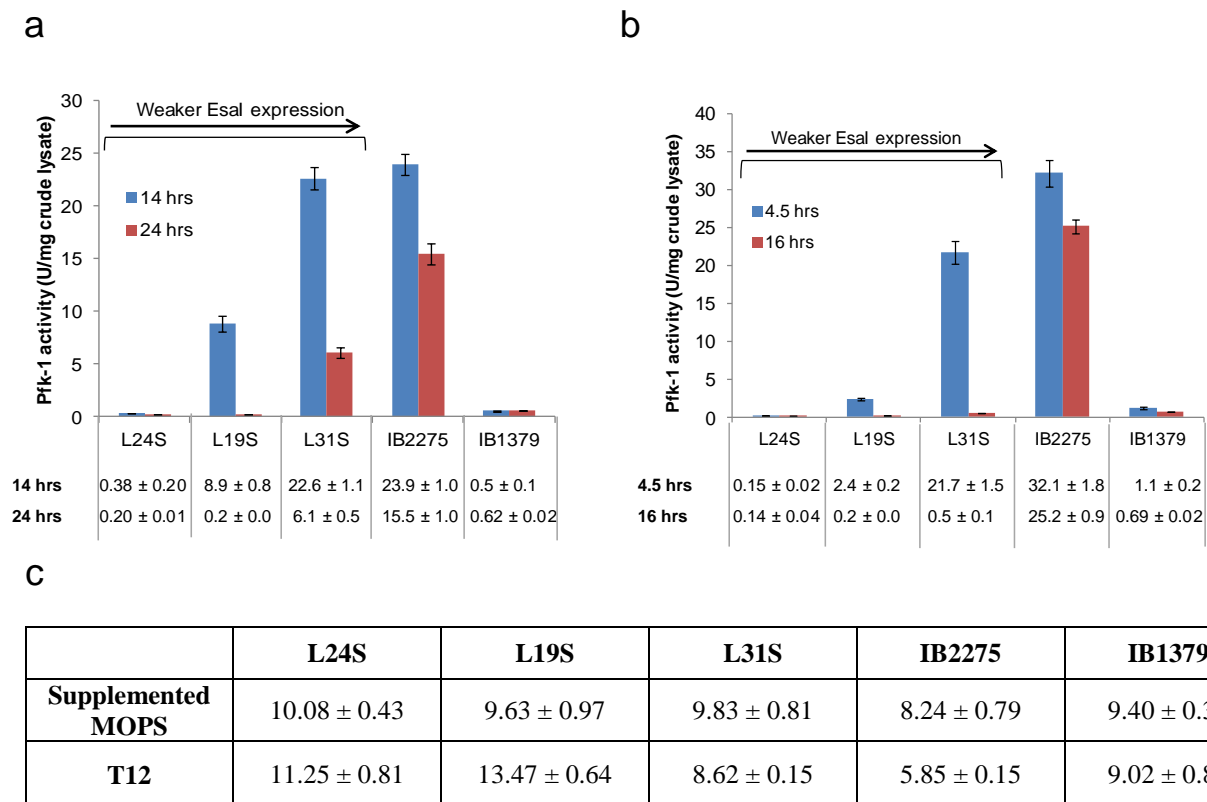 a
b
Weaker EsaI expression
30
25
20
15
10
5
0
14 hrs
24 hrs
Pfk-1 activity (U/mg crude lysate)
L24S L19S L31S IB2275 IB1379
14 hrs 0.38 ± 0.20 8.9 ± 0.8 22.6 ± 1.1 23.9 ± 1.0 0.5 ± 0.1
24 hrs 0.20 ± 0.01 0.2 ± 0.0 6.1 ± 0.5 15.5 ± 1.0 0.62 ± 0.02
Weaker EsaI expression
40
35
30
25
20
15
10
5
0
4.5 hrs
16 hrs
Pfk-1 activity (U/mg crude lysate)
L24S L19S L31S IB2275 IB1379
4.5 hrs 0.15 ± 0.02 2.4 ± 0.2 21.7 ± 1.5 32.1 ± 1.8 1.1 ± 0.2
16 hrs 0.14 ± 0.04 0.2 ± 0.0 0.5 ± 0.1 25.2 ± 0.9 0.69 ± 0.02
c
L24S L19S L31S IB2275 IB1379
Supplemented
MOPS
10.08 ± 0.43 9.63 ± 0.97 9.83 ± 0.81 8.24 ± 0.79 9.40 ±
T12 11.25 ± 0.81 13.47 ± 0.64 8.62 ± 0.15 5.85 ± 0.15 9.02 ±